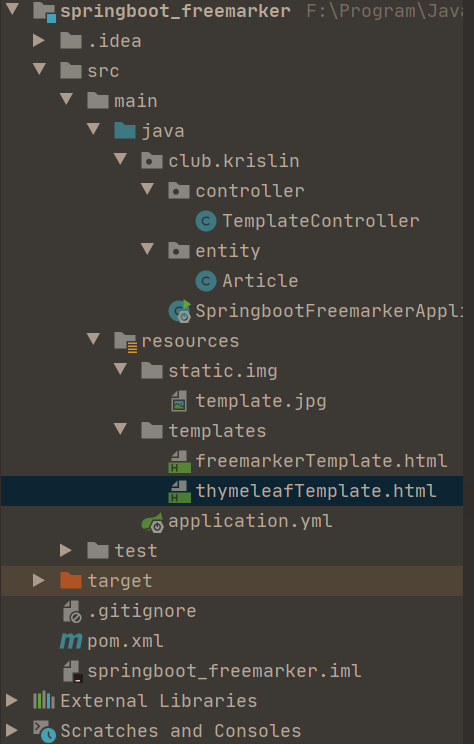 springboot_freemarker F:\Program\Java
.idea
src
main
java
club.krislin
controller
C TemplateController
entity
C Article
C SpringbootFreemarkerAppli
resources
static.img
template.jpg
templates
H freemarkerTemplate.html
H thymeleafTemplate.html
application.yml
test
target
.gitignore
m pom.xml
springboot_freemarker.iml
External Libraries
Scratches and Consoles